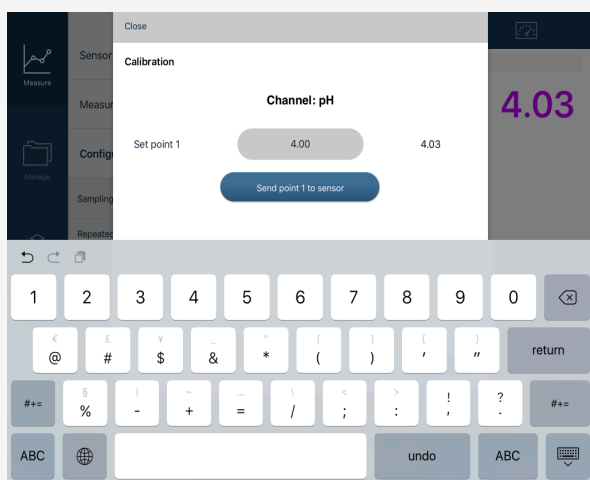 Close
Calibration
Measure
Sensor
Measur
Channel: pH
4.03
Configu
Set point 1 4.00 4.03
Manage
Sampling
Send point 1 to sensor
Repeated
1 2 3 4 5 6 7 8 9 0
€ £ ¥ _ ^ [ ] { }
@ # $ & * ( ) ' " return
§ | ~ … \ < > ! ?
#+= % - + = / ; : , . #+=
ABC undo ABC